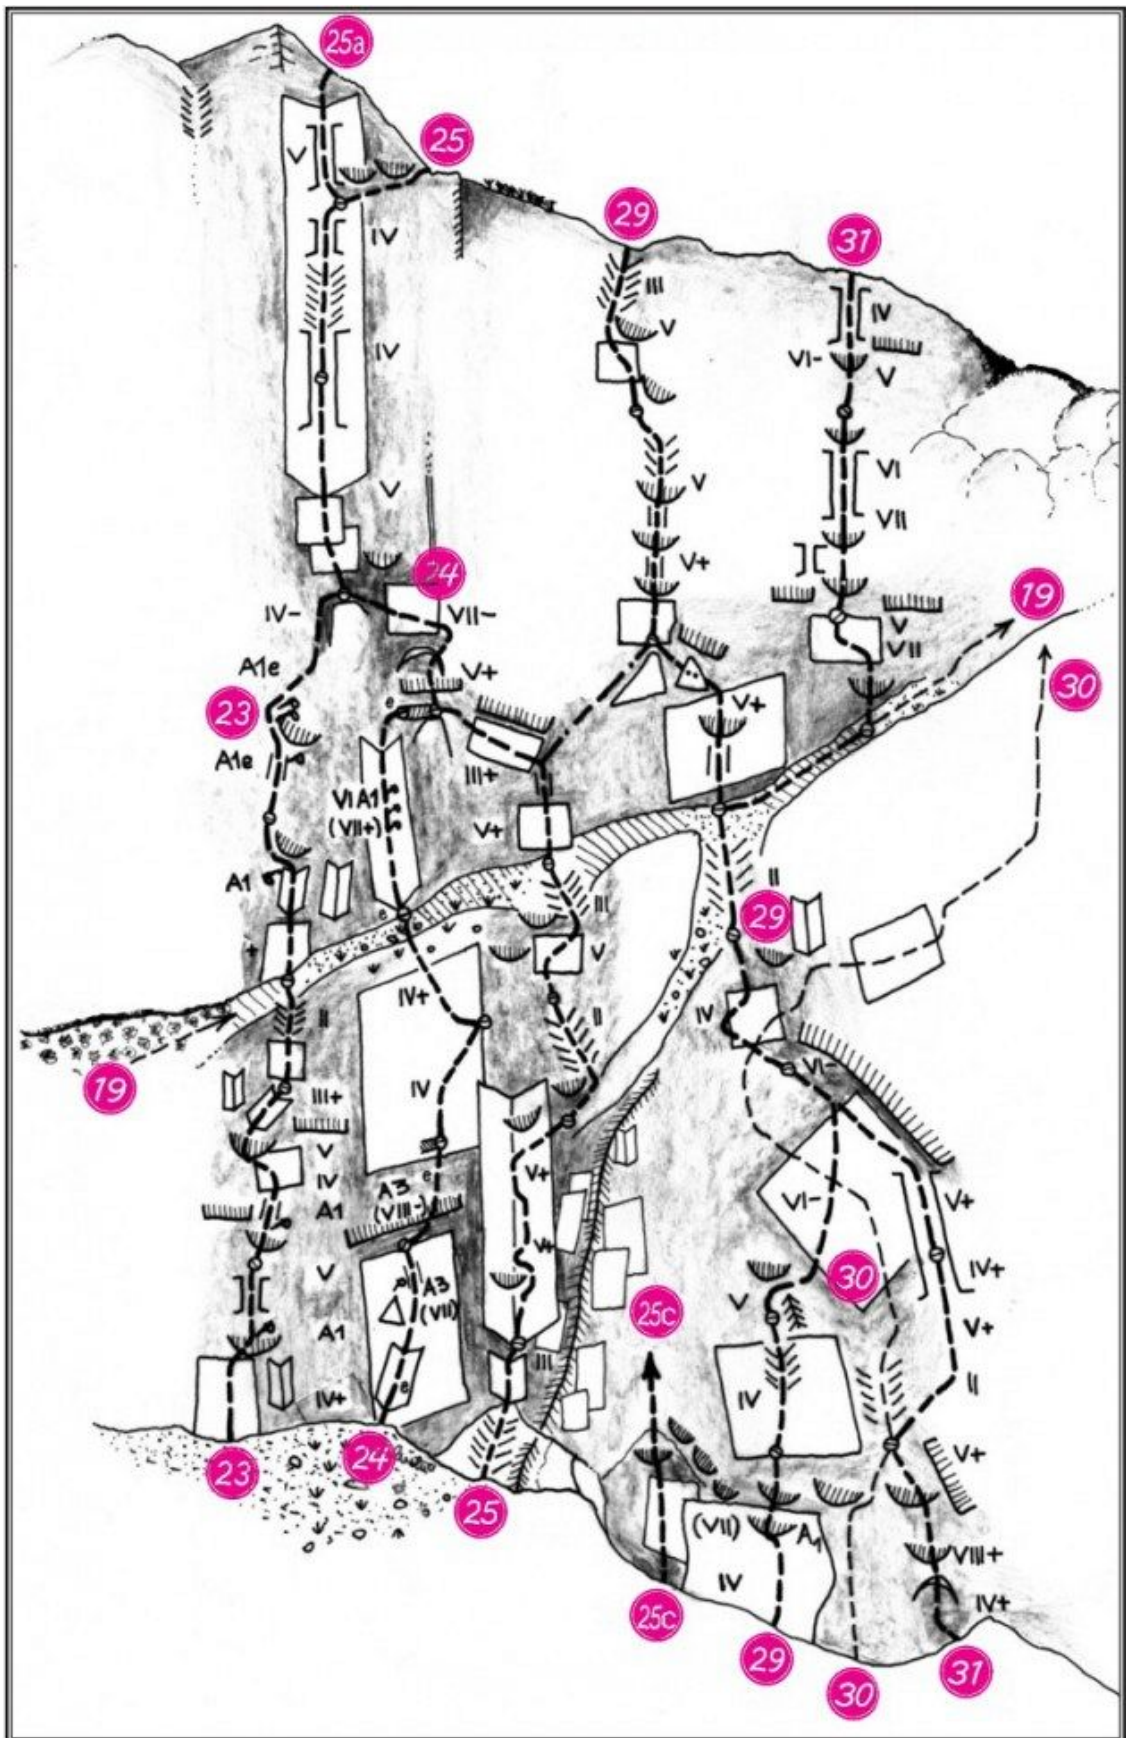 25a
25
V
29
IV
31
III
IV
V
IV
VI-
V
V
V
VI
VII
V+
24
19
IV-
VII-
V
VII
A1e
V+
30
23
e
V+
A1e
III+
VI A1
(VII+)
V+
A1
II
e
III
29
+
V
IV+
IV
II
II
VI-
19
IV
III+
V
V+
IV
e
VI-
V+
A1
A3
(VIII-)
V+
V
A3
(VII)
30
IV+
25c
V
V+
A1
III
II
IV+
e
IV
23
24
V+
25
(VII)
A1
VIII+
IV
IV+
25c
29
30
31